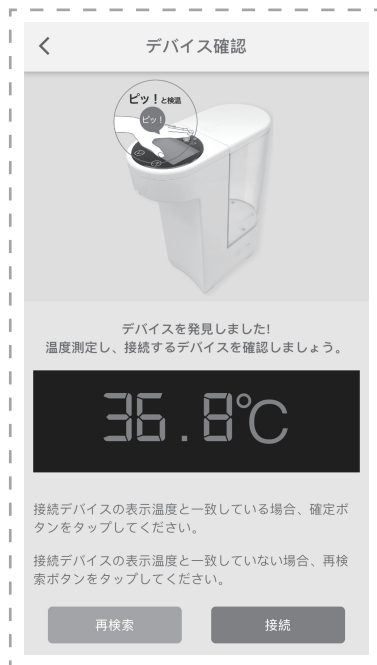 デバイス確認
ピッ!と検温
ピッ!
デバイスを発見しました!
温度測定し、接続するデバイスを確認しましょう。
36.8℃
接続デバイスの表示温度と一致している場合、確定ボ
タンをタップしてください。
接続デバイスの表示温度と一致していない場合、再検
索ボタンをタップしてください。
再検索
接続